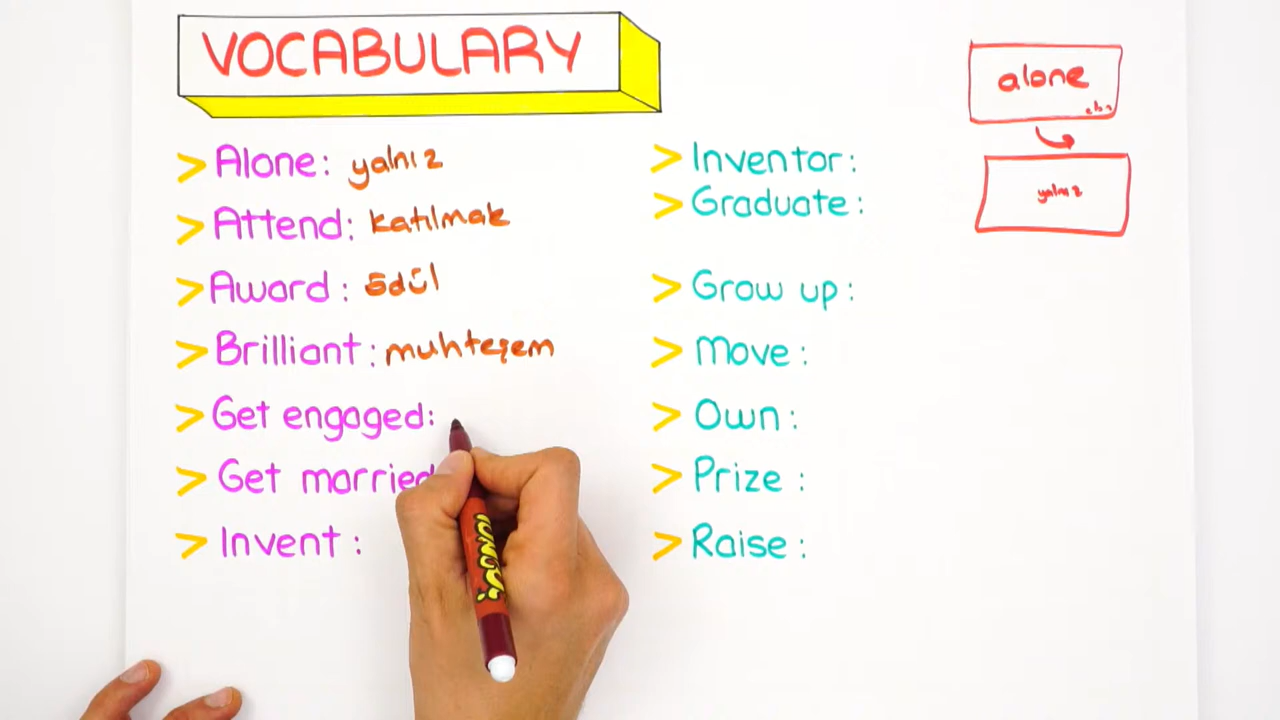 VOCABULARY
> Alone: yalnız
> Attend: katılmak
> Award: ödül
> Brilliant: muhteşem
> Get engaged:
> Get married
> Invent:
> Inventor:
> Graduate:
> Grow up:
> Move:
> Own:
> Prize:
> Raise:
alone
yalnız